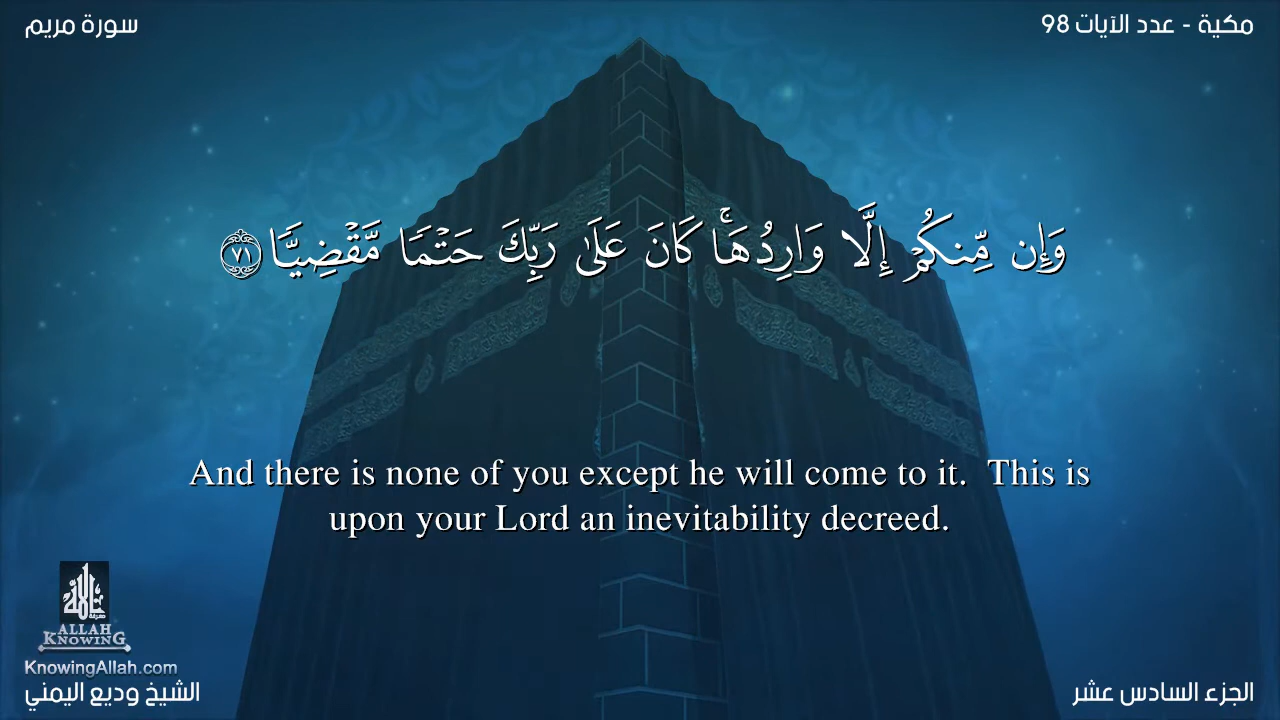 سورة مريم
مكية - عدد الآيات 98
وَإِن مِّنكُمْ إِلَّا وَارِدُهَا ۚ كَانَ عَلَىٰ رَبِّكَ حَتْمًا مَّقْضِيًّا ﴿٧١﴾
And there is none of you except he will come to it. This is
upon your Lord an inevitability decreed.
معرفة الله
ALLAH
KNOWING
KnowingAllah.com
الشيخ وديع اليمني
الجزء السادس عشر